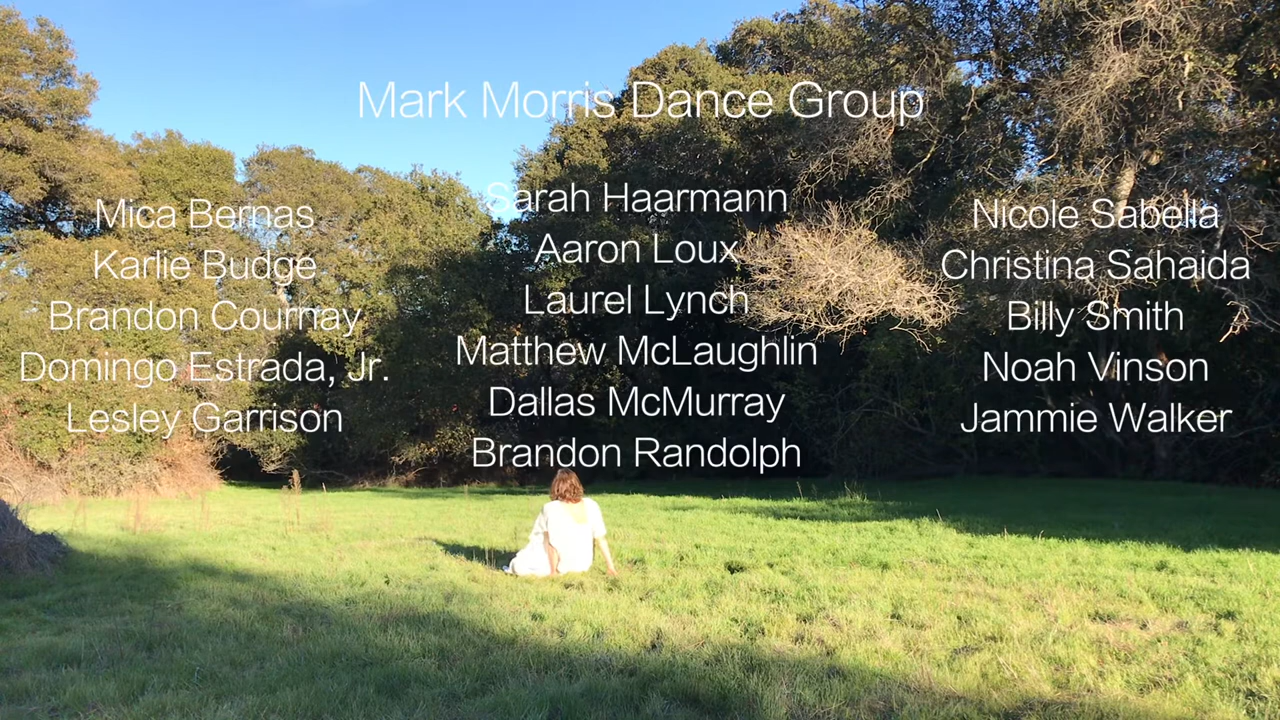 Mark Morris Dance Group
Mica Bernas
Karlie Budge
Brandon Cournay
Domingo Estrada, Jr.
Lesley Garrison
Sarah Haarmann
Aaron Loux
Laurel Lynch
Matthew McLaughlin
Dallas McMurray
Brandon Randolph
Nicole Sabella
Christina Sahaida
Billy Smith
Noah Vinson
Jammie Walker